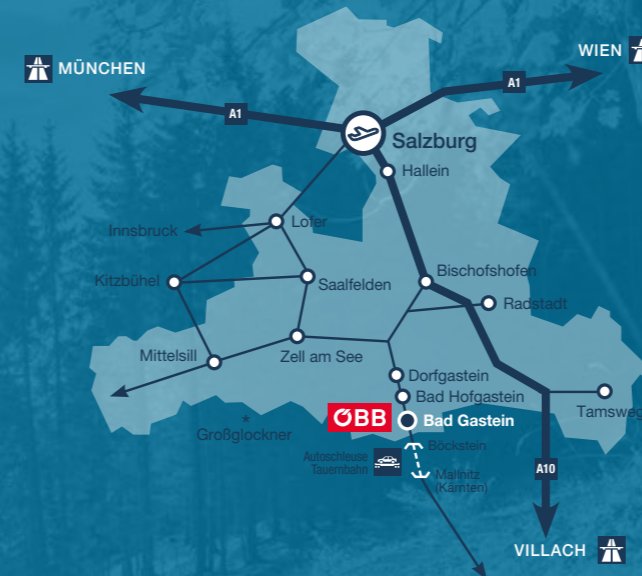 WIEN
MÜNCHEN
A1
A1
Salzburg
Hallein
Lofer
Innsbruck
Bischofshofen
Kitzbühel
Saalfelden
Radstadt
Mittelsill
Zell am See
Dorfgastein
Bad Hofgastein
Tamsweg
ÖBB
Bad Gastein
*
Großglockner
Böckstein
Autoschleuse
Tauernbahn
Mallnitz
(Kärnten)
A10
VILLACH